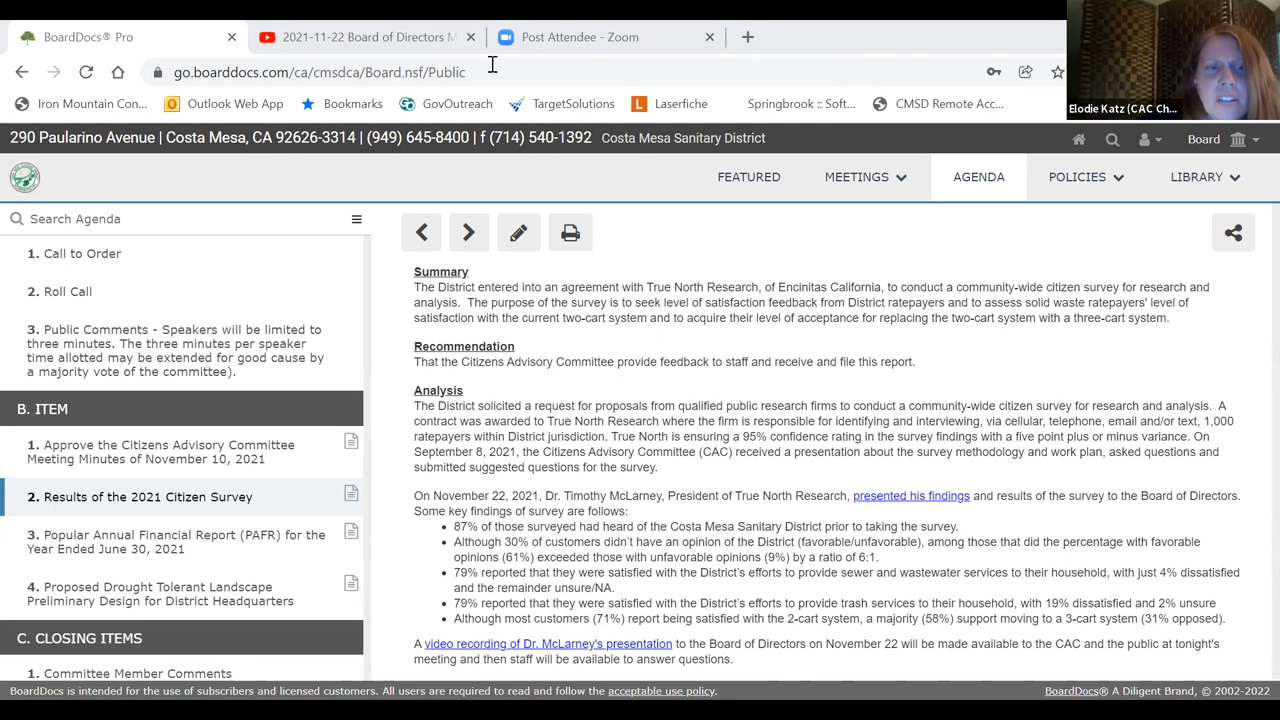 BoardDocs® Pro
2021-11-22 Board of Directors M
Post Attendee - Zoom
go.boarddocs.com/ca/cmsdca/Board.nsf/Public
Iron Mountain Con... Outlook Web App Bookmarks GovOutreach TargetSolutions Laserfiche Springbrook :: Soft... CMSD Remote Acc...
Elodie Katz (CAC Ch...
290 Paularino Avenue | Costa Mesa, CA 92626-3314 | (949) 645-8400 | f (714) 540-1392 Costa Mesa Sanitary District
Board
FEATURED MEETINGS AGENDA POLICIES LIBRARY
Search Agenda
1. Call to Order
2. Roll Call
3. Public Comments - Speakers will be limited to
three minutes. The three minutes per speaker
time allotted may be extended for good cause by
a majority vote of the committee).
B. ITEM
1. Approve the Citizens Advisory Committee
Meeting Minutes of November 10, 2021
2. Results of the 2021 Citizen Survey
3. Popular Annual Financial Report (PAFR) for the
Year Ended June 30, 2021
4. Proposed Drought Tolerant Landscape
Preliminary Design for District Headquarters
C. CLOSING ITEMS
1. Committee Member Comments
Summary
The District entered into an agreement with True North Research, of Encinitas California, to conduct a community-wide citizen survey for research and
analysis. The purpose of the survey is to seek level of satisfaction feedback from District ratepayers and to assess solid waste ratepayers' level of
satisfaction with the current two-cart system and to acquire their level of acceptance for replacing the two-cart system with a three-cart system.
Recommendation
That the Citizens Advisory Committee provide feedback to staff and receive and file this report.
Analysis
The District solicited a request for proposals from qualified public research firms to conduct a community-wide citizen survey for research and analysis. A
contract was awarded to True North Research where the firm is responsible for identifying and interviewing, via cellular, telephone, email and/or text, 1,000
ratepayers within District jurisdiction. True North is ensuring a 95% confidence rating in the survey findings with a five point plus or minus variance. On
September 8, 2021, the Citizens Advisory Committee (CAC) received a presentation about the survey methodology and work plan, asked questions and
submitted suggested questions for the survey.
On November 22, 2021, Dr. Timothy McLarney, President of True North Research, presented his findings and results of the survey to the Board of Directors.
Some key findings of survey are follows:
• 87% of those surveyed had heard of the Costa Mesa Sanitary District prior to taking the survey.
• Although 30% of customers didn't have an opinion of the District (favorable/unfavorable), among those that did the percentage with favorable
opinions (61%) exceeded those with unfavorable opinions (9%) by a ratio of 6:1.
• 79% reported that they were satisfied with the District's efforts to provide sewer and wastewater services to their household, with just 4% dissatisfied
and the remainder unsure/NA.
• 79% reported that they were satisfied with the District's efforts to provide trash services to their household, with 19% dissatisfied and 2% unsure
• Although most customers (71%) report being satisfied with the 2-cart system, a majority (58%) support moving to a 3-cart system (31% opposed).
A video recording of Dr. McLarney's presentation to the Board of Directors on November 22 will be made available to the CAC and the public at tonight's
meeting and then staff will be available to answer questions.
BoardDocs is intended for the use of subscribers and licensed customers. All users are required to read and follow the acceptable use policy.
BoardDocs® A Diligent Brand, © 2002-2022